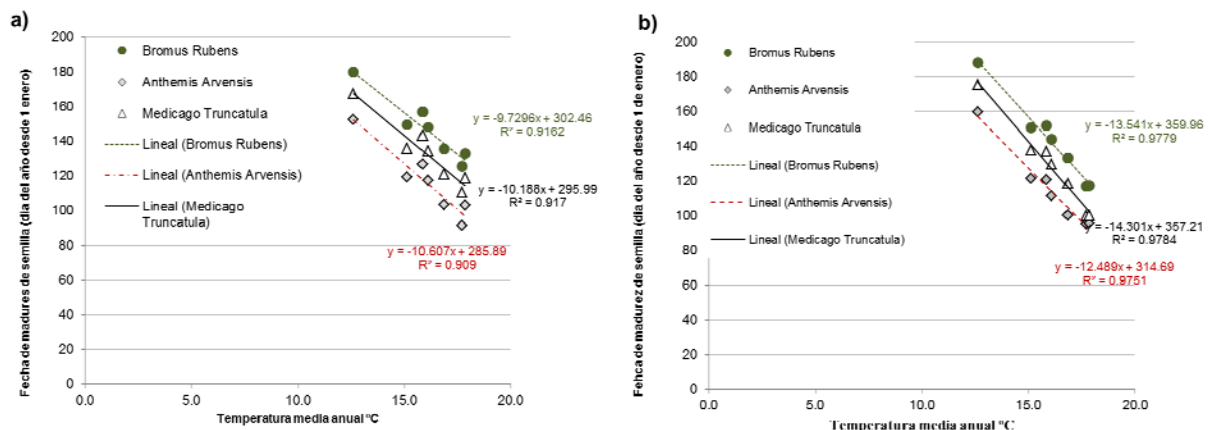 a)
Fecha de madures de semilla (dia del año desde 1 enero)
200
180
160
140
120
100
80
60
40
20
0
0.0
5.0
10.0
15.0
20.0
Temperatura media anual °C
Bromus Rubens
Anthemis Arvensis
Medicago Truncatula
Lineal (Bromus Rubens)
Lineal (Anthemis Arvensis)
Lineal (Medicago
Truncatula)
y = -9.7296x + 302.46
R² = 0.9162
y = -10.188x + 295.99
R² = 0.917
y = -10.607x + 285.89
R² = 0.909
b)
Fehca de madurez de semilla (dia del año desde 1 de enero)
200
180
160
140
120
100
80
60
40
20
0
0.0
5.0
10.0
15.0
20.0
Temperatura media anual °C
Bromus Rubens
Anthemis Arvensis
Medicago Truncatula
Lineal (Bromus Rubens)
Lineal (Anthemis Arvensis)
Lineal (Medicago Truncatula)
y = -13.541x + 359.96
R² = 0.9779
y = -14.301x + 357.21
R² = 0.9784
y = -12.489x + 314.69
R² = 0.9751